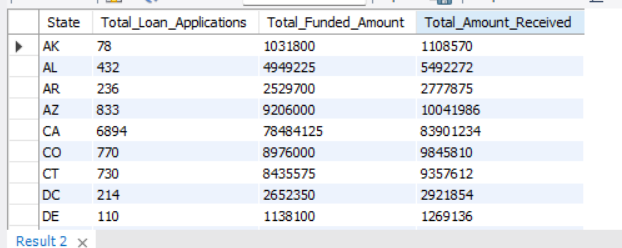 State Total_Loan_Applications Total_Funded_Amount Total_Amount_Received
AK 78 1031800 1108570
AL 432 4949225 5492272
AR 236 2529700 2777875
AZ 833 9206000 10041986
CA 6894 78484125 83901234
CO 770 8976000 9845810
CT 730 8435575 9357612
DC 214 2652350 2921854
DE 110 1138100 1269136
Result 2